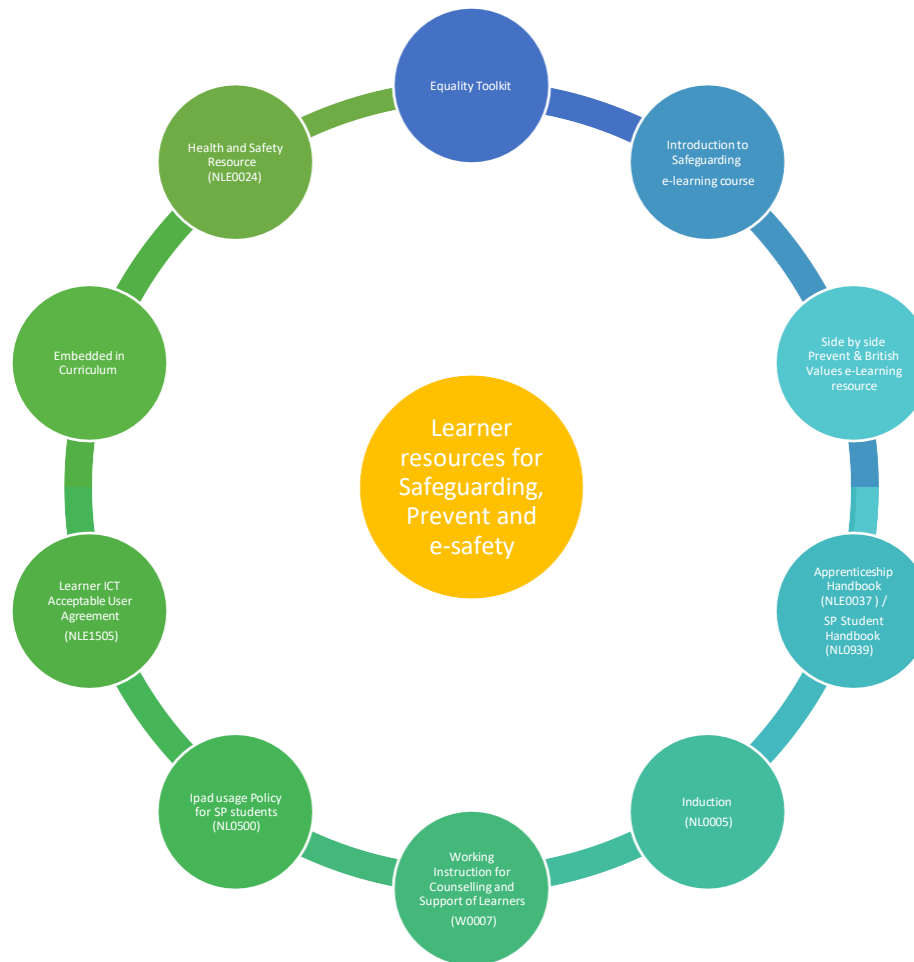 Equality Toolkit
Introduction to
Safeguarding
e-learning course
Side by side
Prevent & British
Values e-Learning
resource
Apprenticeship
Handbook
(NLE0037 ) /
SP Student
Handbook
(NL0939)
Induction
(NL0005)
Working
Instruction for
Counselling and
Support of Learners
(W0007)
Ipad usage Policy
for SP students
(NL0500)
Learner ICT
Acceptable User
Agreement
(NLE1505)
Embedded in
Curriculum
Health and Safety
Resource
(NLE0024)
Learner
resources for
Safeguarding,
Prevent and
e-safety